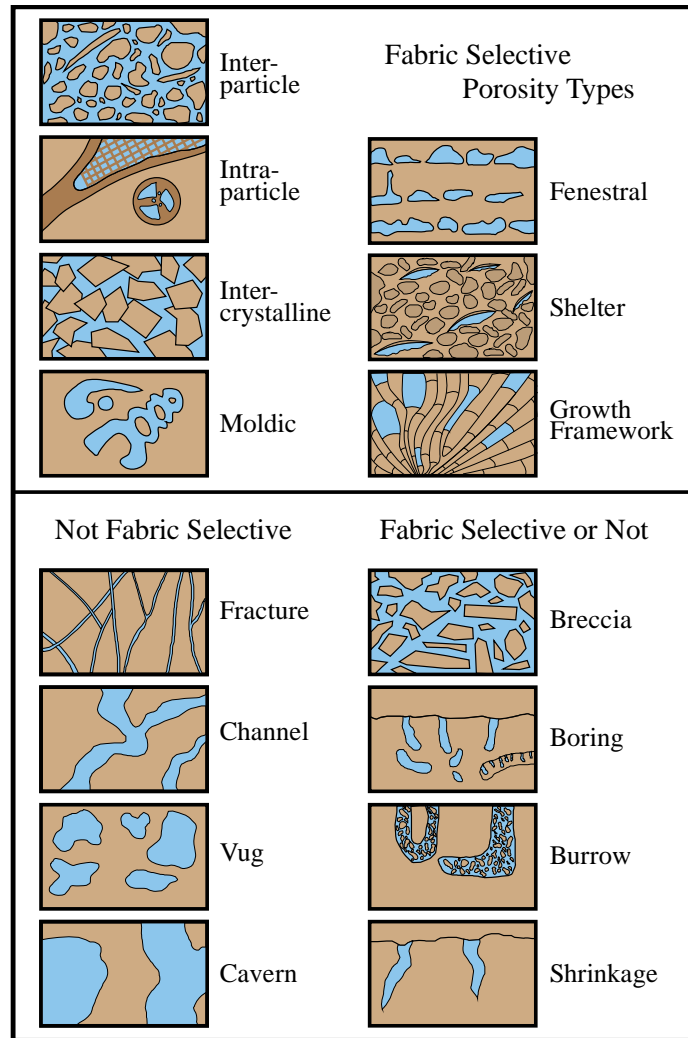 Fabric Selective
Porosity Types
Inter-
particle
Intra-
particle
Inter-
crystalline
Moldic
Fenestral
Shelter
Growth
Framework
Not Fabric Selective
Fracture
Channel
Vug
Cavern
Fabric Selective or Not
Breccia
Boring
Burrow
Shrinkage